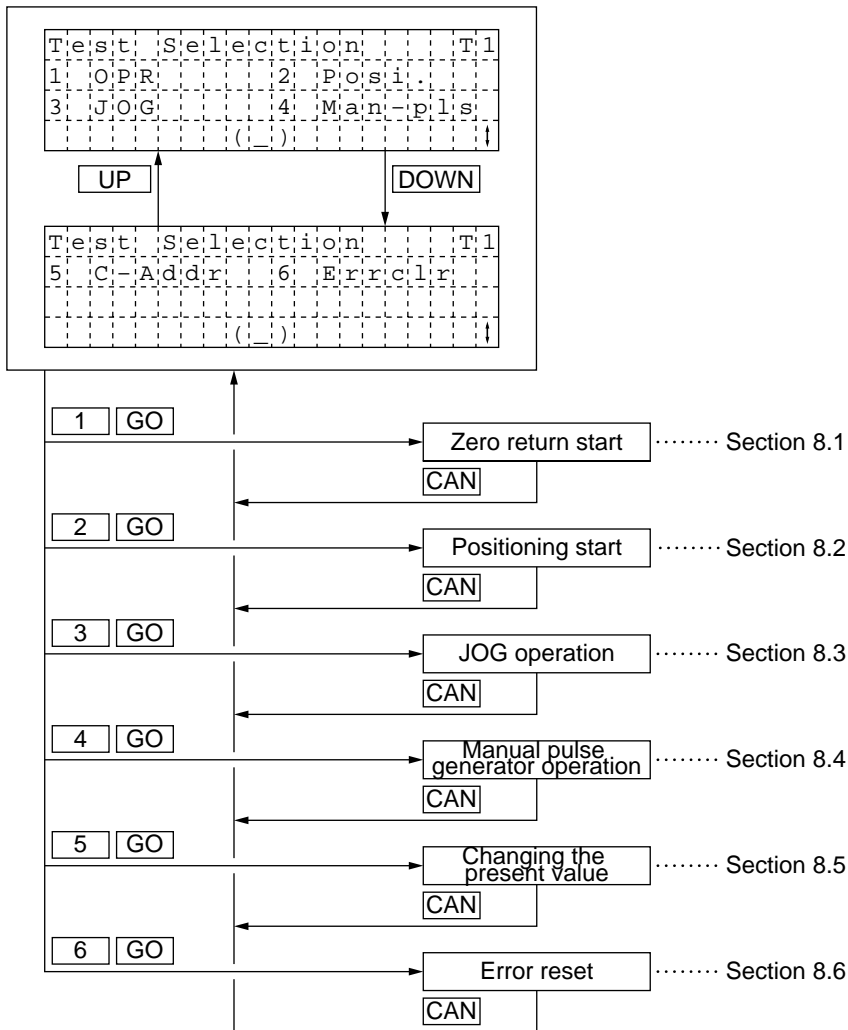 Test Selection T1
1 OPR 2 Posi.
3 JOG 4 Man-pls
(_)
UP DOWN
Test Selection T1
5 C-Addr 6 Errclr
(_)
1 GO
Zero return start ········ Section 8.1
CAN
2 GO
Positioning start ········ Section 8.2
CAN
3 GO
JOG operation ········ Section 8.3
CAN
4 GO
Manual pulse
generator operation ········ Section 8.4
CAN
5 GO
Changing the
present value ········ Section 8.5
CAN
6 GO
Error reset ········ Section 8.6
CAN